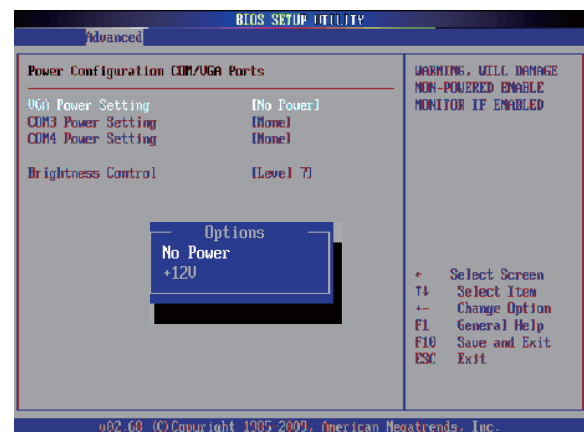 BIOS SETUP UTILITY
Advanced
Power Configuration COM/VGA Ports
VGA Power Setting [No Power]
COM3 Power Setting [None]
COM4 Power Setting [None]
Brightness Control [Level 7]
Options
No Power
+12V
WARNING, WILL DAMAGE
NON-POWERED ENABLE
MONITOR IF ENABLED
← Select Screen
↑↓ Select Item
+- Change Option
F1 General Help
F10 Save and Exit
ESC Exit
v02.68 (C)Copyright 1985-2009, American Megatrends, Inc.